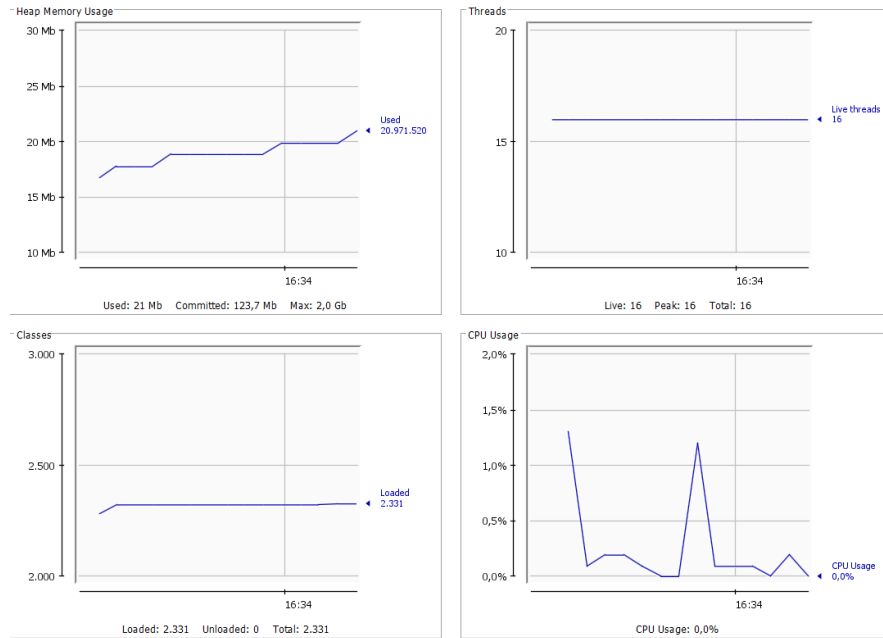 Heap Memory Usage
30 Mb
25 Mb
20 Mb
15 Mb
10 Mb
Used
20.971.520
16:34
Used: 21 Mb Committed: 123,7 Mb Max: 2,0 Gb
Threads
20
15
10
Live threads
16
16:34
Live: 16 Peak: 16 Total: 16
Classes
3.000
2.500
2.000
Loaded
2.331
16:34
Loaded: 2.331 Unloaded: 0 Total: 2.331
CPU Usage
2,0%
1,5%
1,0%
0,5%
0,0%
CPU Usage
0,0%
16:34
CPU Usage: 0,0%